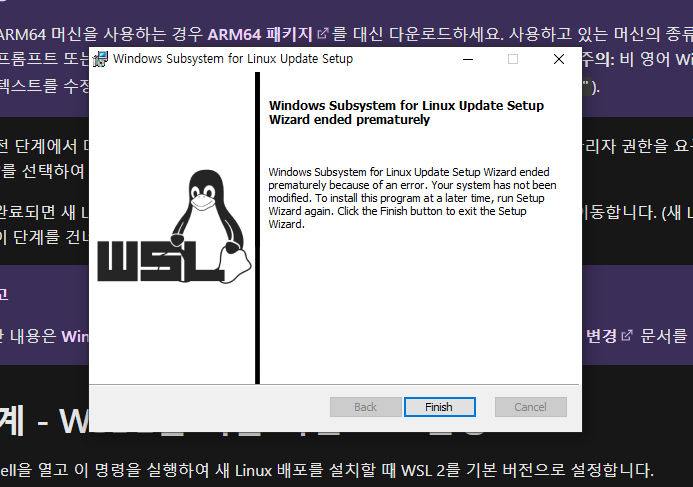 ARM64 머신을 사용하는 경우 ARM64 패키지를 대신 다운로드하세요. 사용하고 있는 머신의 종류
프롬프트 또는
주의: 비 영어 Wi
Windows Subsystem for Linux Update Setup
텍스트를 수정
").
Windows Subsystem for Linux Update Setup
Wizard ended prematurely
전 단계에서
리자 권한을 요구
를 선택하여
Windows Subsystem for Linux Update Setup Wizard ended
prematurely because of an error. Your system has not been
modified. To install this program at a later time, run Setup
Wizard again. Click the Finish button to exit the Setup
Wizard.
완료되면 새 L
이동합니다. (새 L
이 단계를 건너
WSL
고
내용은 Win
변경 문서를
Back
Finish
Cancel
계 -
ell을 열고 이 명령을 실행하여 새 Linux 배포를 설치할 때 WSL 2를 기본 버전으로 설정합니다.